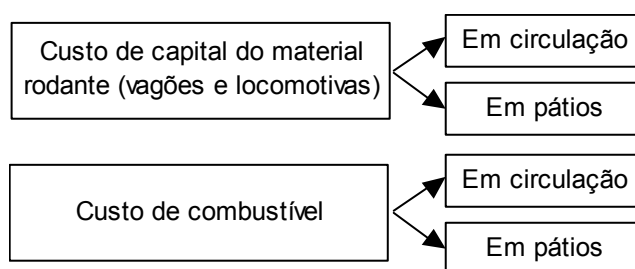 Custo de capital do material
rodante (vagões e locomotivas)
Em circulação
Em pátios
Custo de combustível
Em circulação
Em pátios